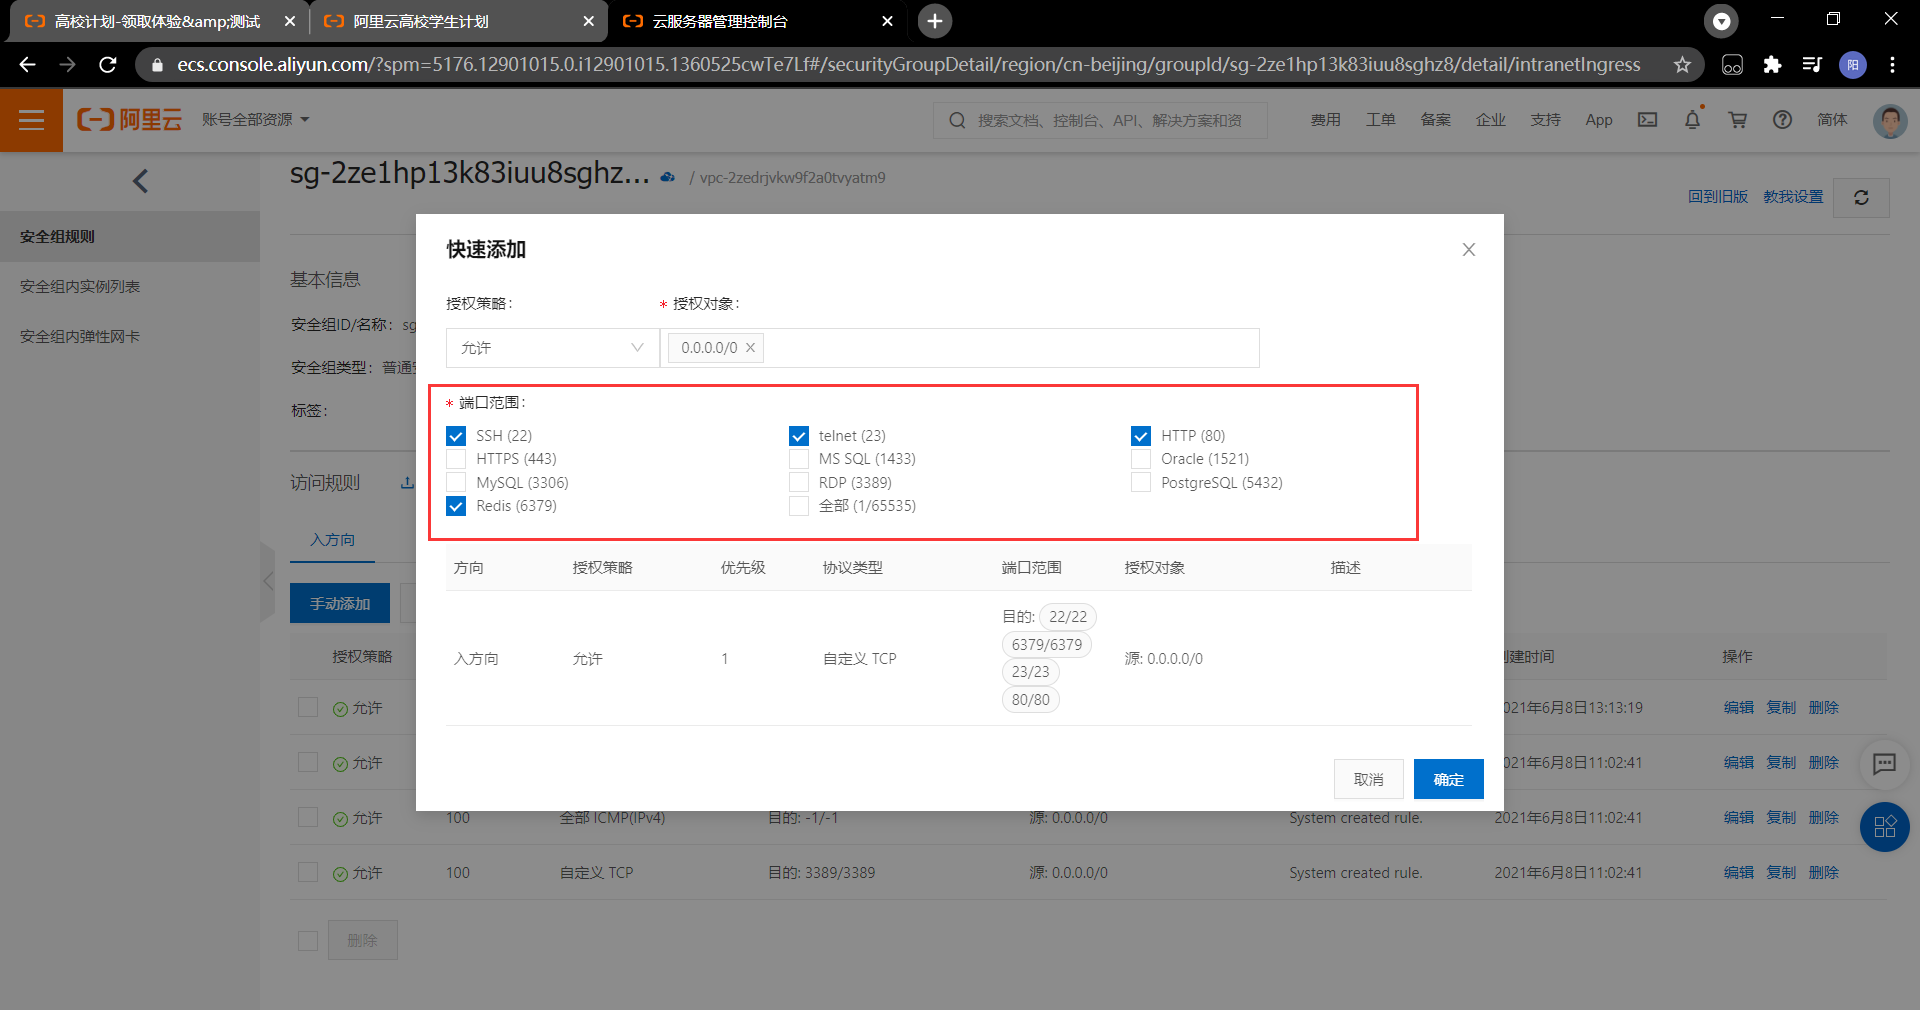 高校计划-领取体验&amp;测试
阿里云高校学生计划
云服务器管理控制台
ecs.console.aliyun.com/?spm=5176.12901015.0.i12901015.1360525cwTe7Lf#/securityGroupDetail/region/cn-beijing/groupId/sg-2ze1hp13k83iuu8sghz8/detail/intranetIngress
阳
阿里云
账号全部资源
搜索文档、控制台、API、解决方案和资
费用
工单
备案
企业
支持
App
简体
sg-2ze1hp13k83iuu8sghz...
/ vpc-2zedrjvkw9f2a0tvyatm9
回到旧版
教我设置
安全组规则
安全组内实例列表
安全组内弹性网卡
基本信息
安全组ID/名称: sg
安全组类型: 普通
标签:
访问规则
入方向
手动添加
快速添加
授权策略:
* 授权对象:
允许
0.0.0.0/0
* 端口范围:
SSH (22)
telnet (23)
HTTP (80)
HTTPS (443)
MS SQL (1433)
Oracle (1521)
MySQL (3306)
RDP (3389)
PostgreSQL (5432)
Redis (6379)
全部 (1/65535)
方向 授权策略 优先级 协议类型 端口范围 授权对象 描述
目的: 22/22
6379/6379
入方向 允许 1 自定义 TCP 源: 0.0.0.0/0
23/23
80/80
取消
确定
授权策略 建时间 操作
允许 021年6月8日13:13:19 编辑 复制 删除
允许 021年6月8日11:02:41 编辑 复制 删除
允许 100 全部 ICMP(IPv4) 目的: -1/-1 源: 0.0.0.0/0 System created rule. 2021年6月8日11:02:41 编辑 复制 删除
允许 100 自定义 TCP 目的: 3389/3389 源: 0.0.0.0/0 System created rule. 2021年6月8日11:02:41 编辑 复制 删除
删除